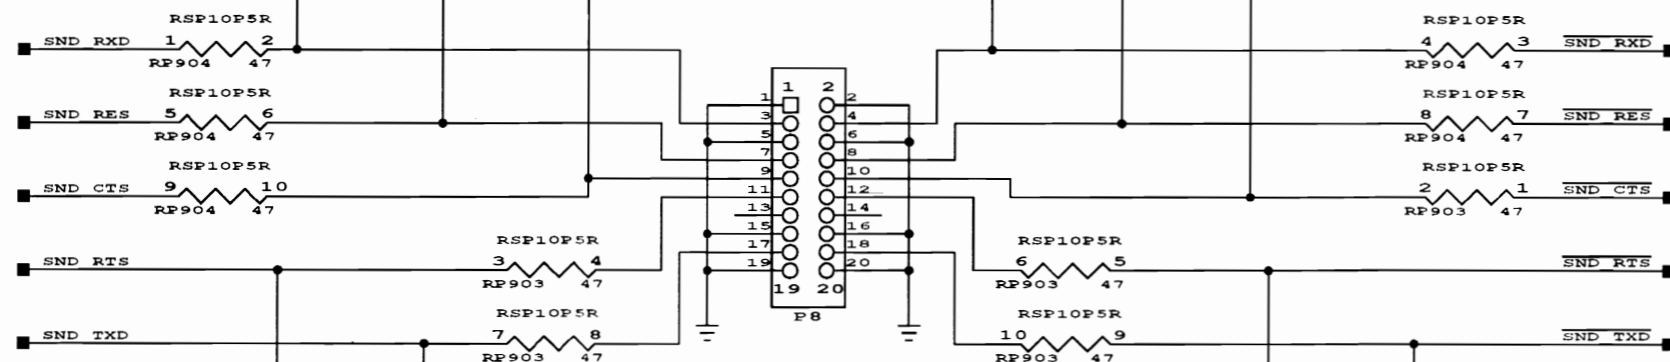 RSP10P5R RSP10P5R
SND RXD 1 2 4 3 SND RXD
RP904 47 RP904 47
RSP10P5R 1 2 RSP10P5R
SND RES 5 6 1 2 8 7 SND RES
RP904 47 3 4 RP904 47
5 6
RSP10P5R 7 8 RSP10P5R
SND CTS 9 10 9 10 2 1 SND CTS
RP904 47 11 12 RP903 47
13 14
15 16
RSP10P5R 17 18 RSP10P5R
SND RTS 3 4 19 20 6 5 SND RTS
RP903 47 19 20 RP903 47
RSP10P5R P8 RSP10P5R
SND TXD 7 8 10 9 SND TXD
RP903 47 RP903 47